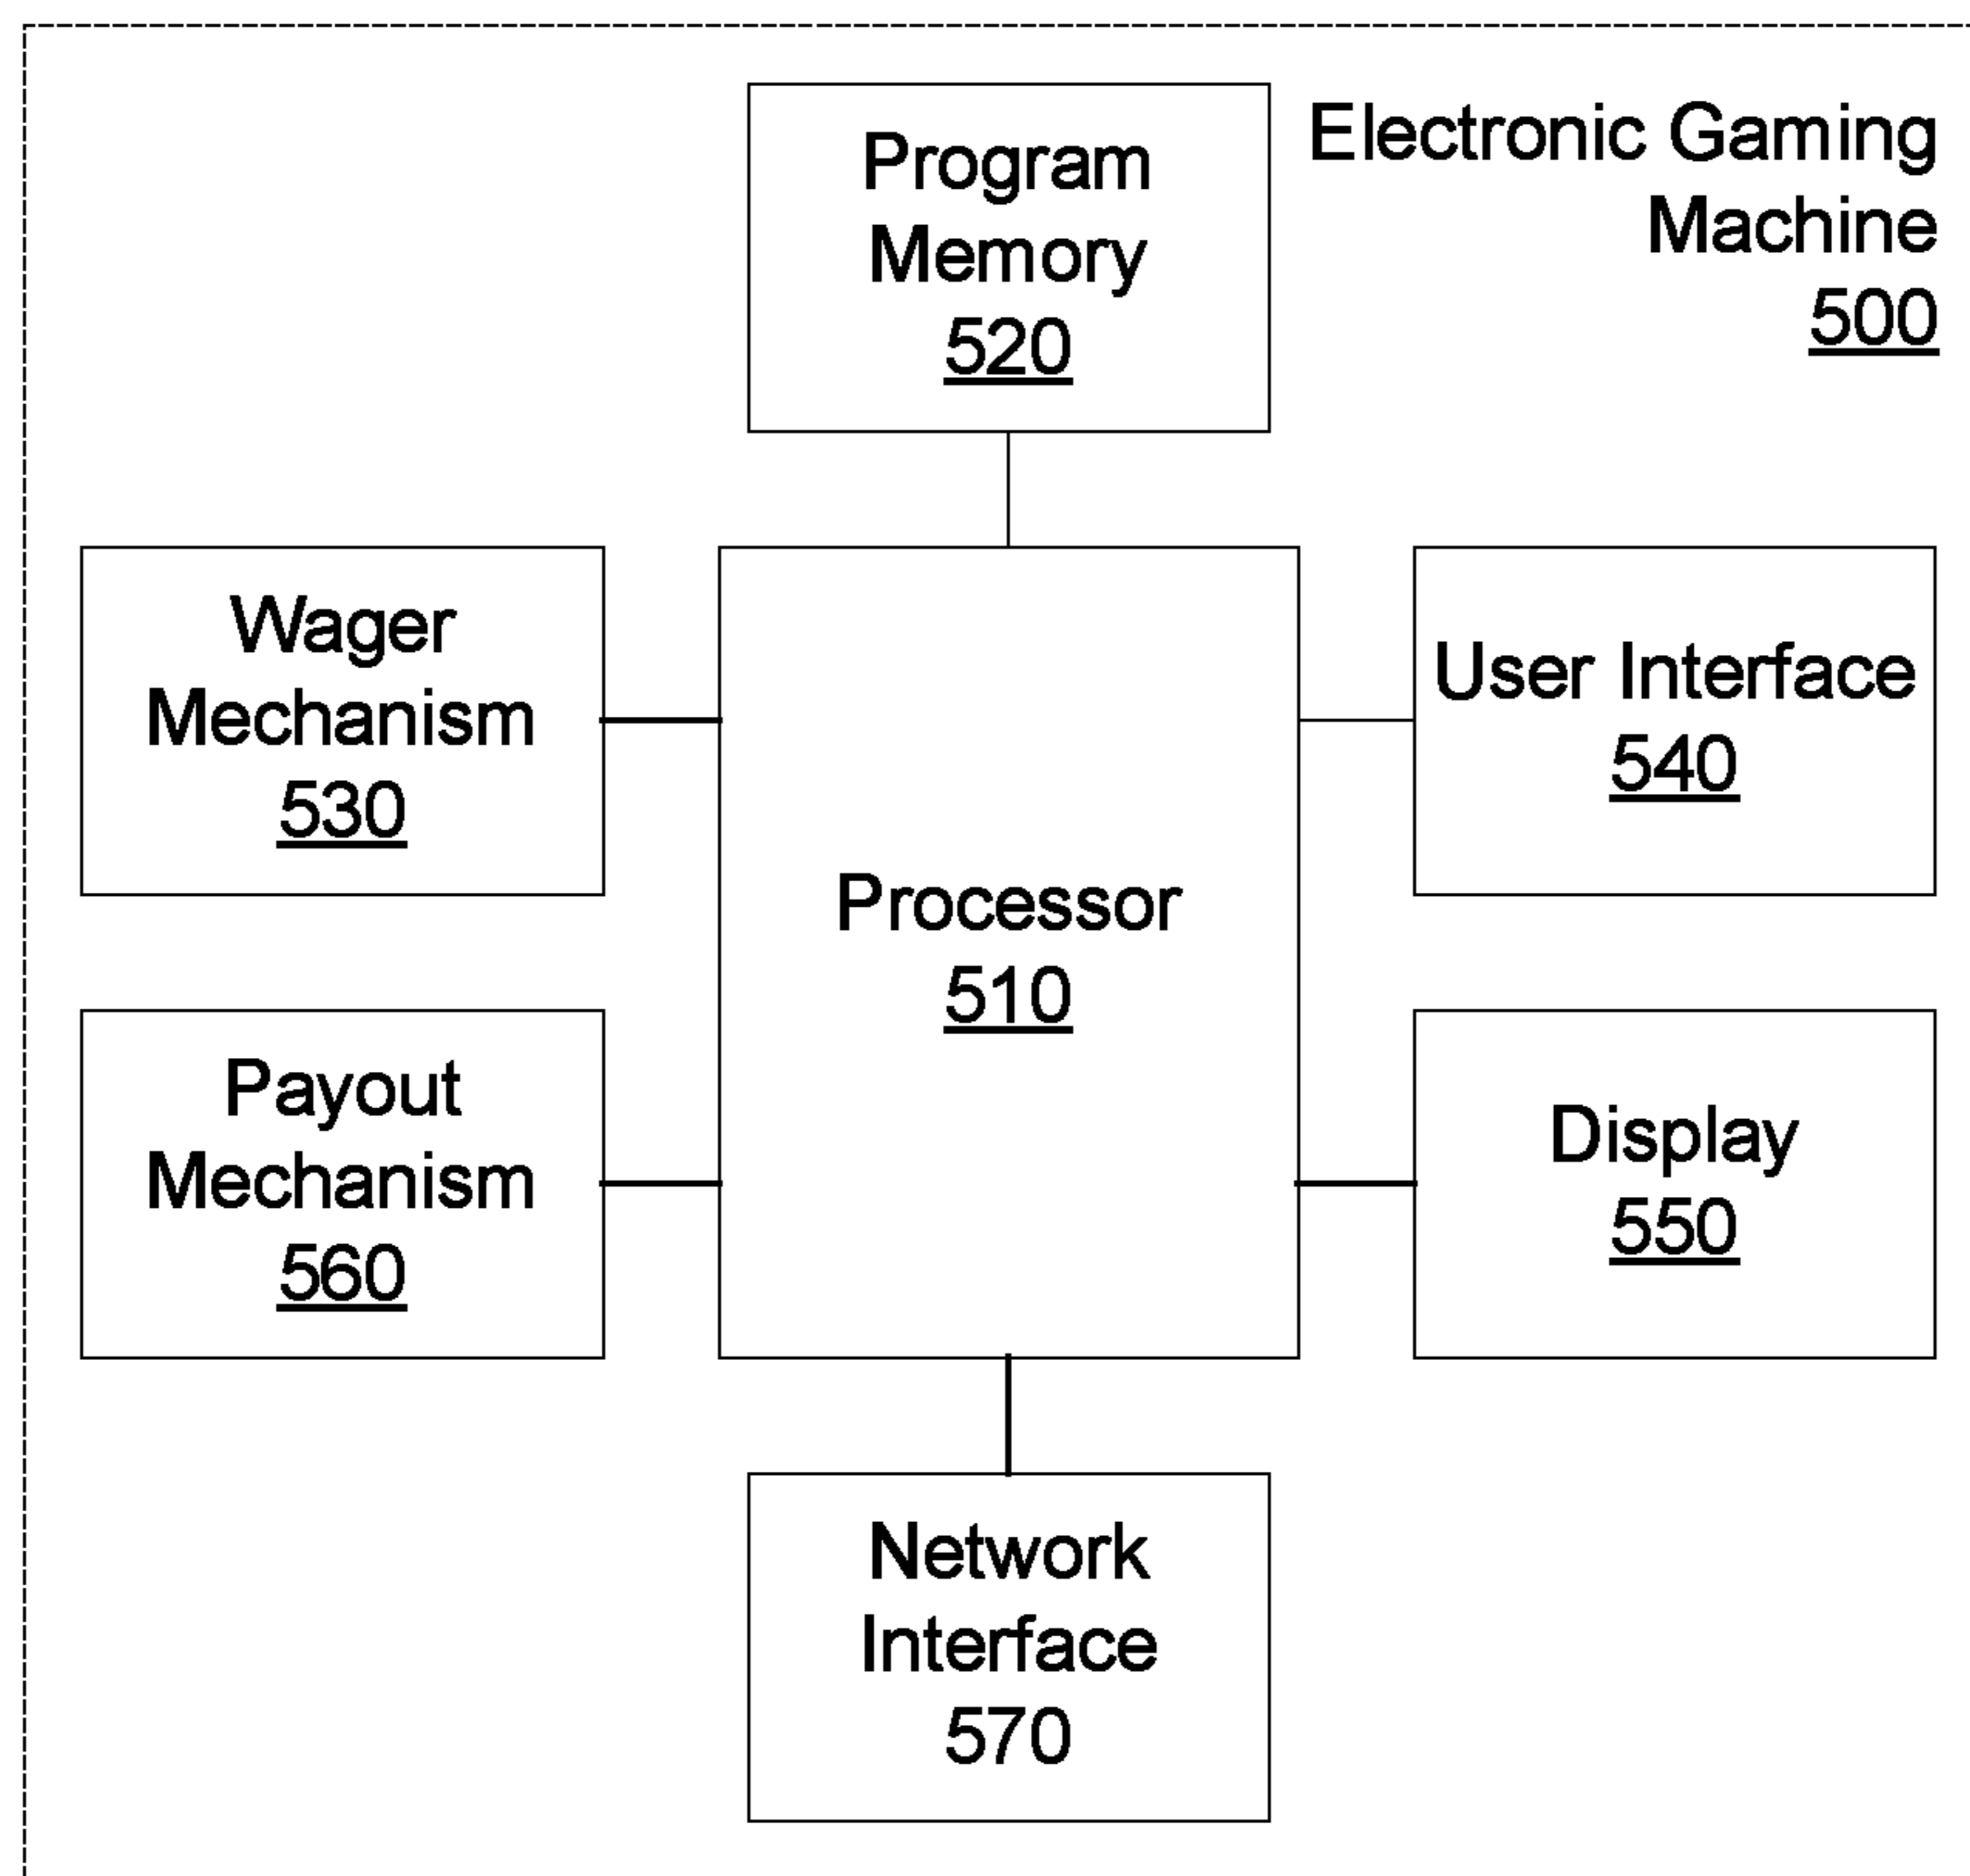 Program
Memory
520
Electronic Gaming
Machine
500
Wager
Mechanism
530
Processor
510
User Interface
540
Payout
Mechanism
560
Display
550
Network
Interface
570